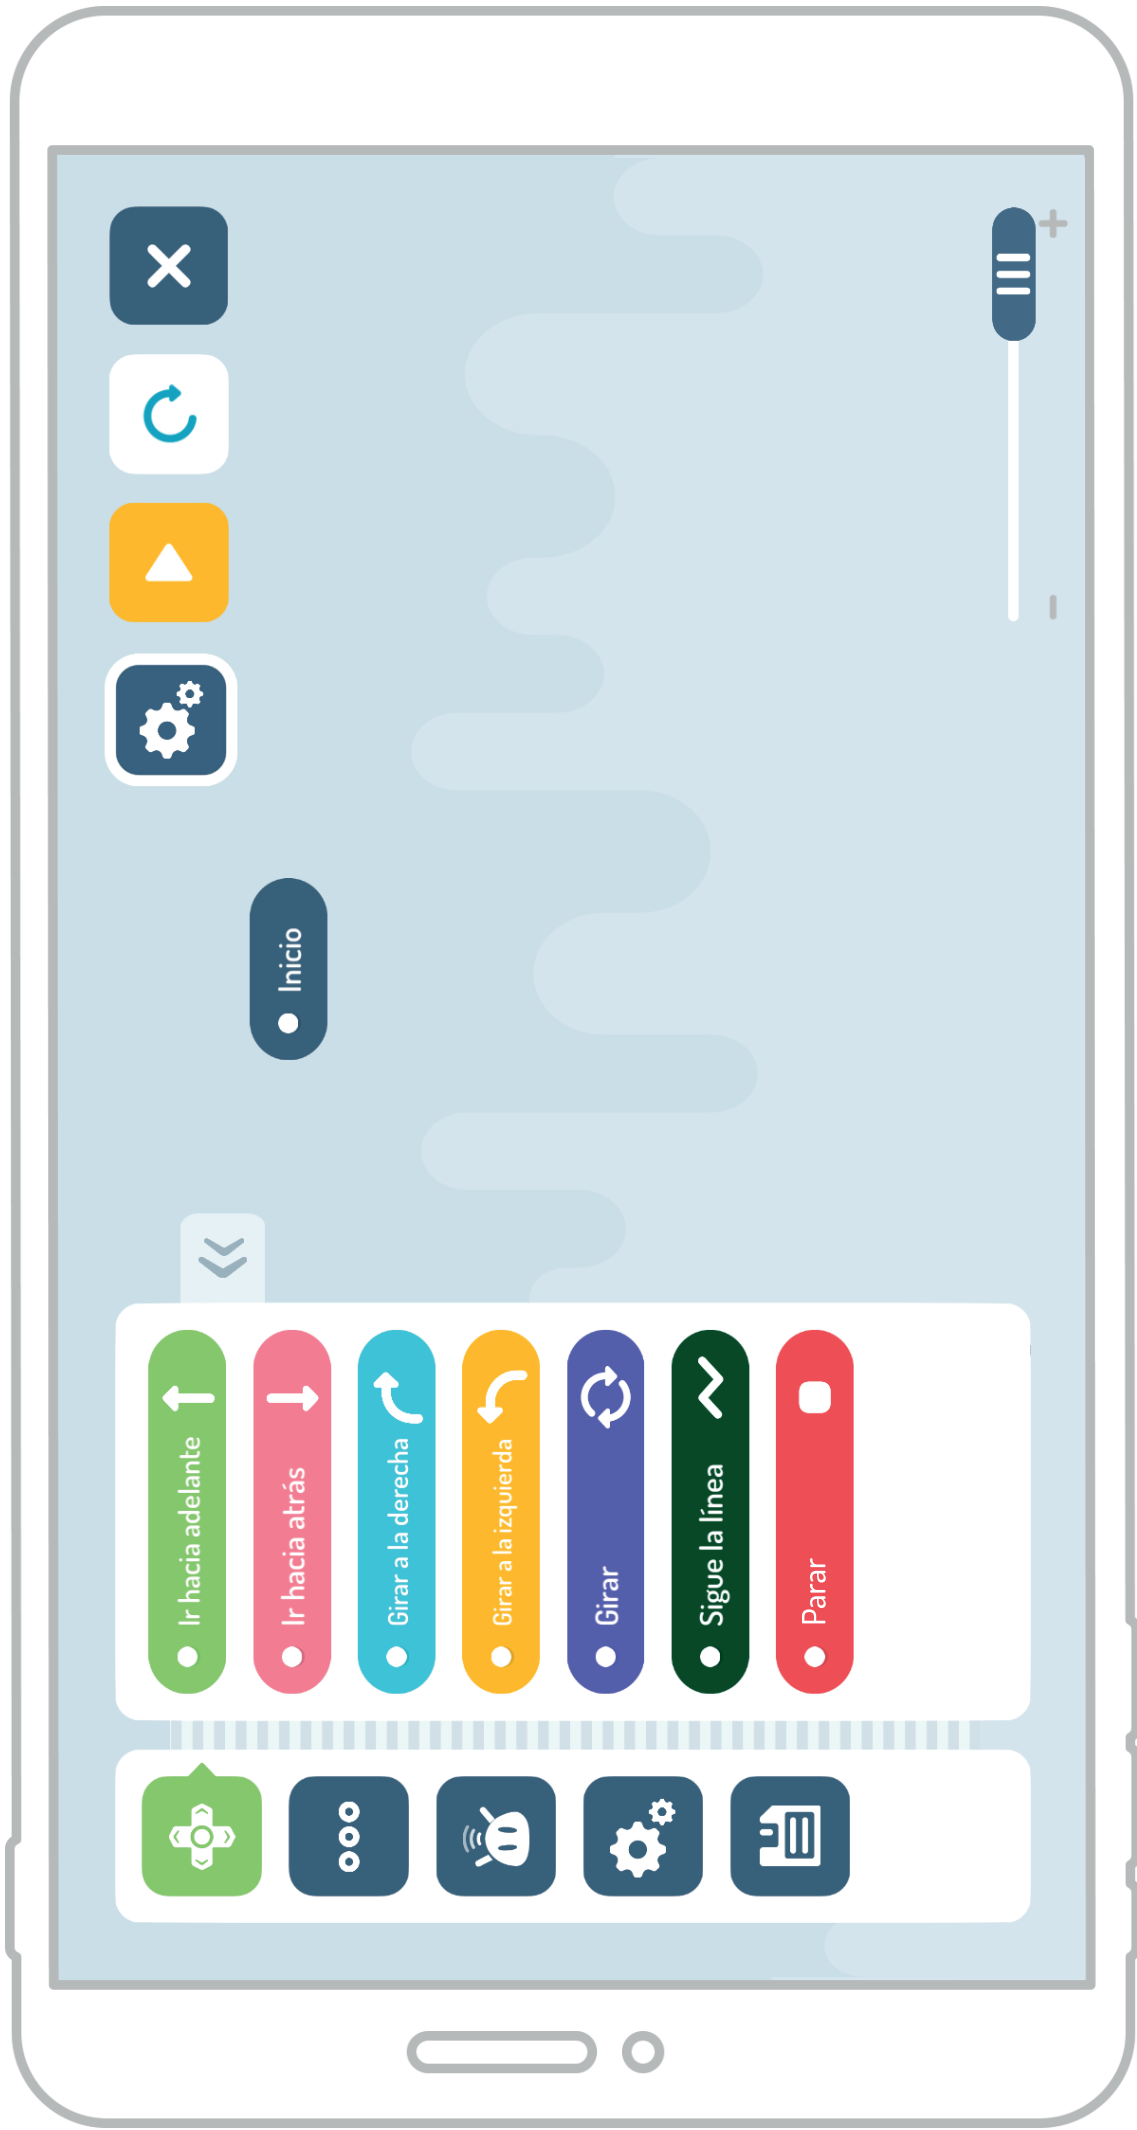 Ir hacia adelante
Ir hacia atrás
Girar a la derecha
Girar a la izquierda
Girar
Sigue la línea
Parar
Inicio